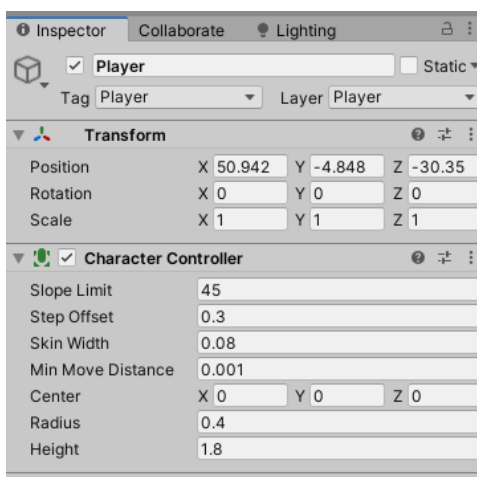 Inspector Collaborate Lighting
Player Static
Tag Player Layer Player
Transform
Position X 50.942 Y -4.848 Z -30.35
Rotation X 0 Y 0 Z 0
Scale X 1 Y 1 Z 1
Character Controller
Slope Limit 45
Step Offset 0.3
Skin Width 0.08
Min Move Distance 0.001
Center X 0 Y 0 Z 0
Radius 0.4
Height 1.8